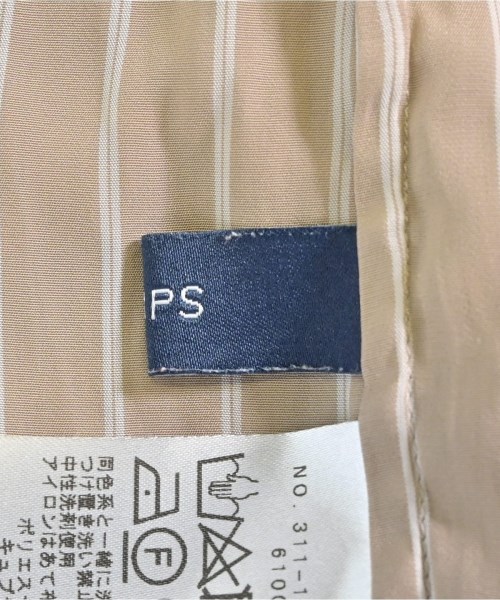 PS
NO. 311-1
610
F
同色系と一緒に洗
つけ置き洗い禁止
中性洗剤使用
アイロンはあて布
ポリエス
キュプ